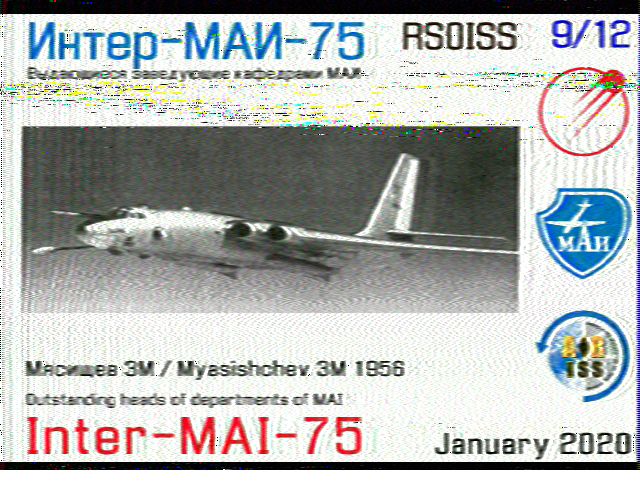 Интер-МАИ-75 RS0ISS 9/12
Выдающиеся заведующие кафедрами МАИ
МАИ
ARISS
Мясищев 3М / Myasishchev 3M 1956
Outstanding heads of departments of MAI
Inter-MAI-75 January 2020